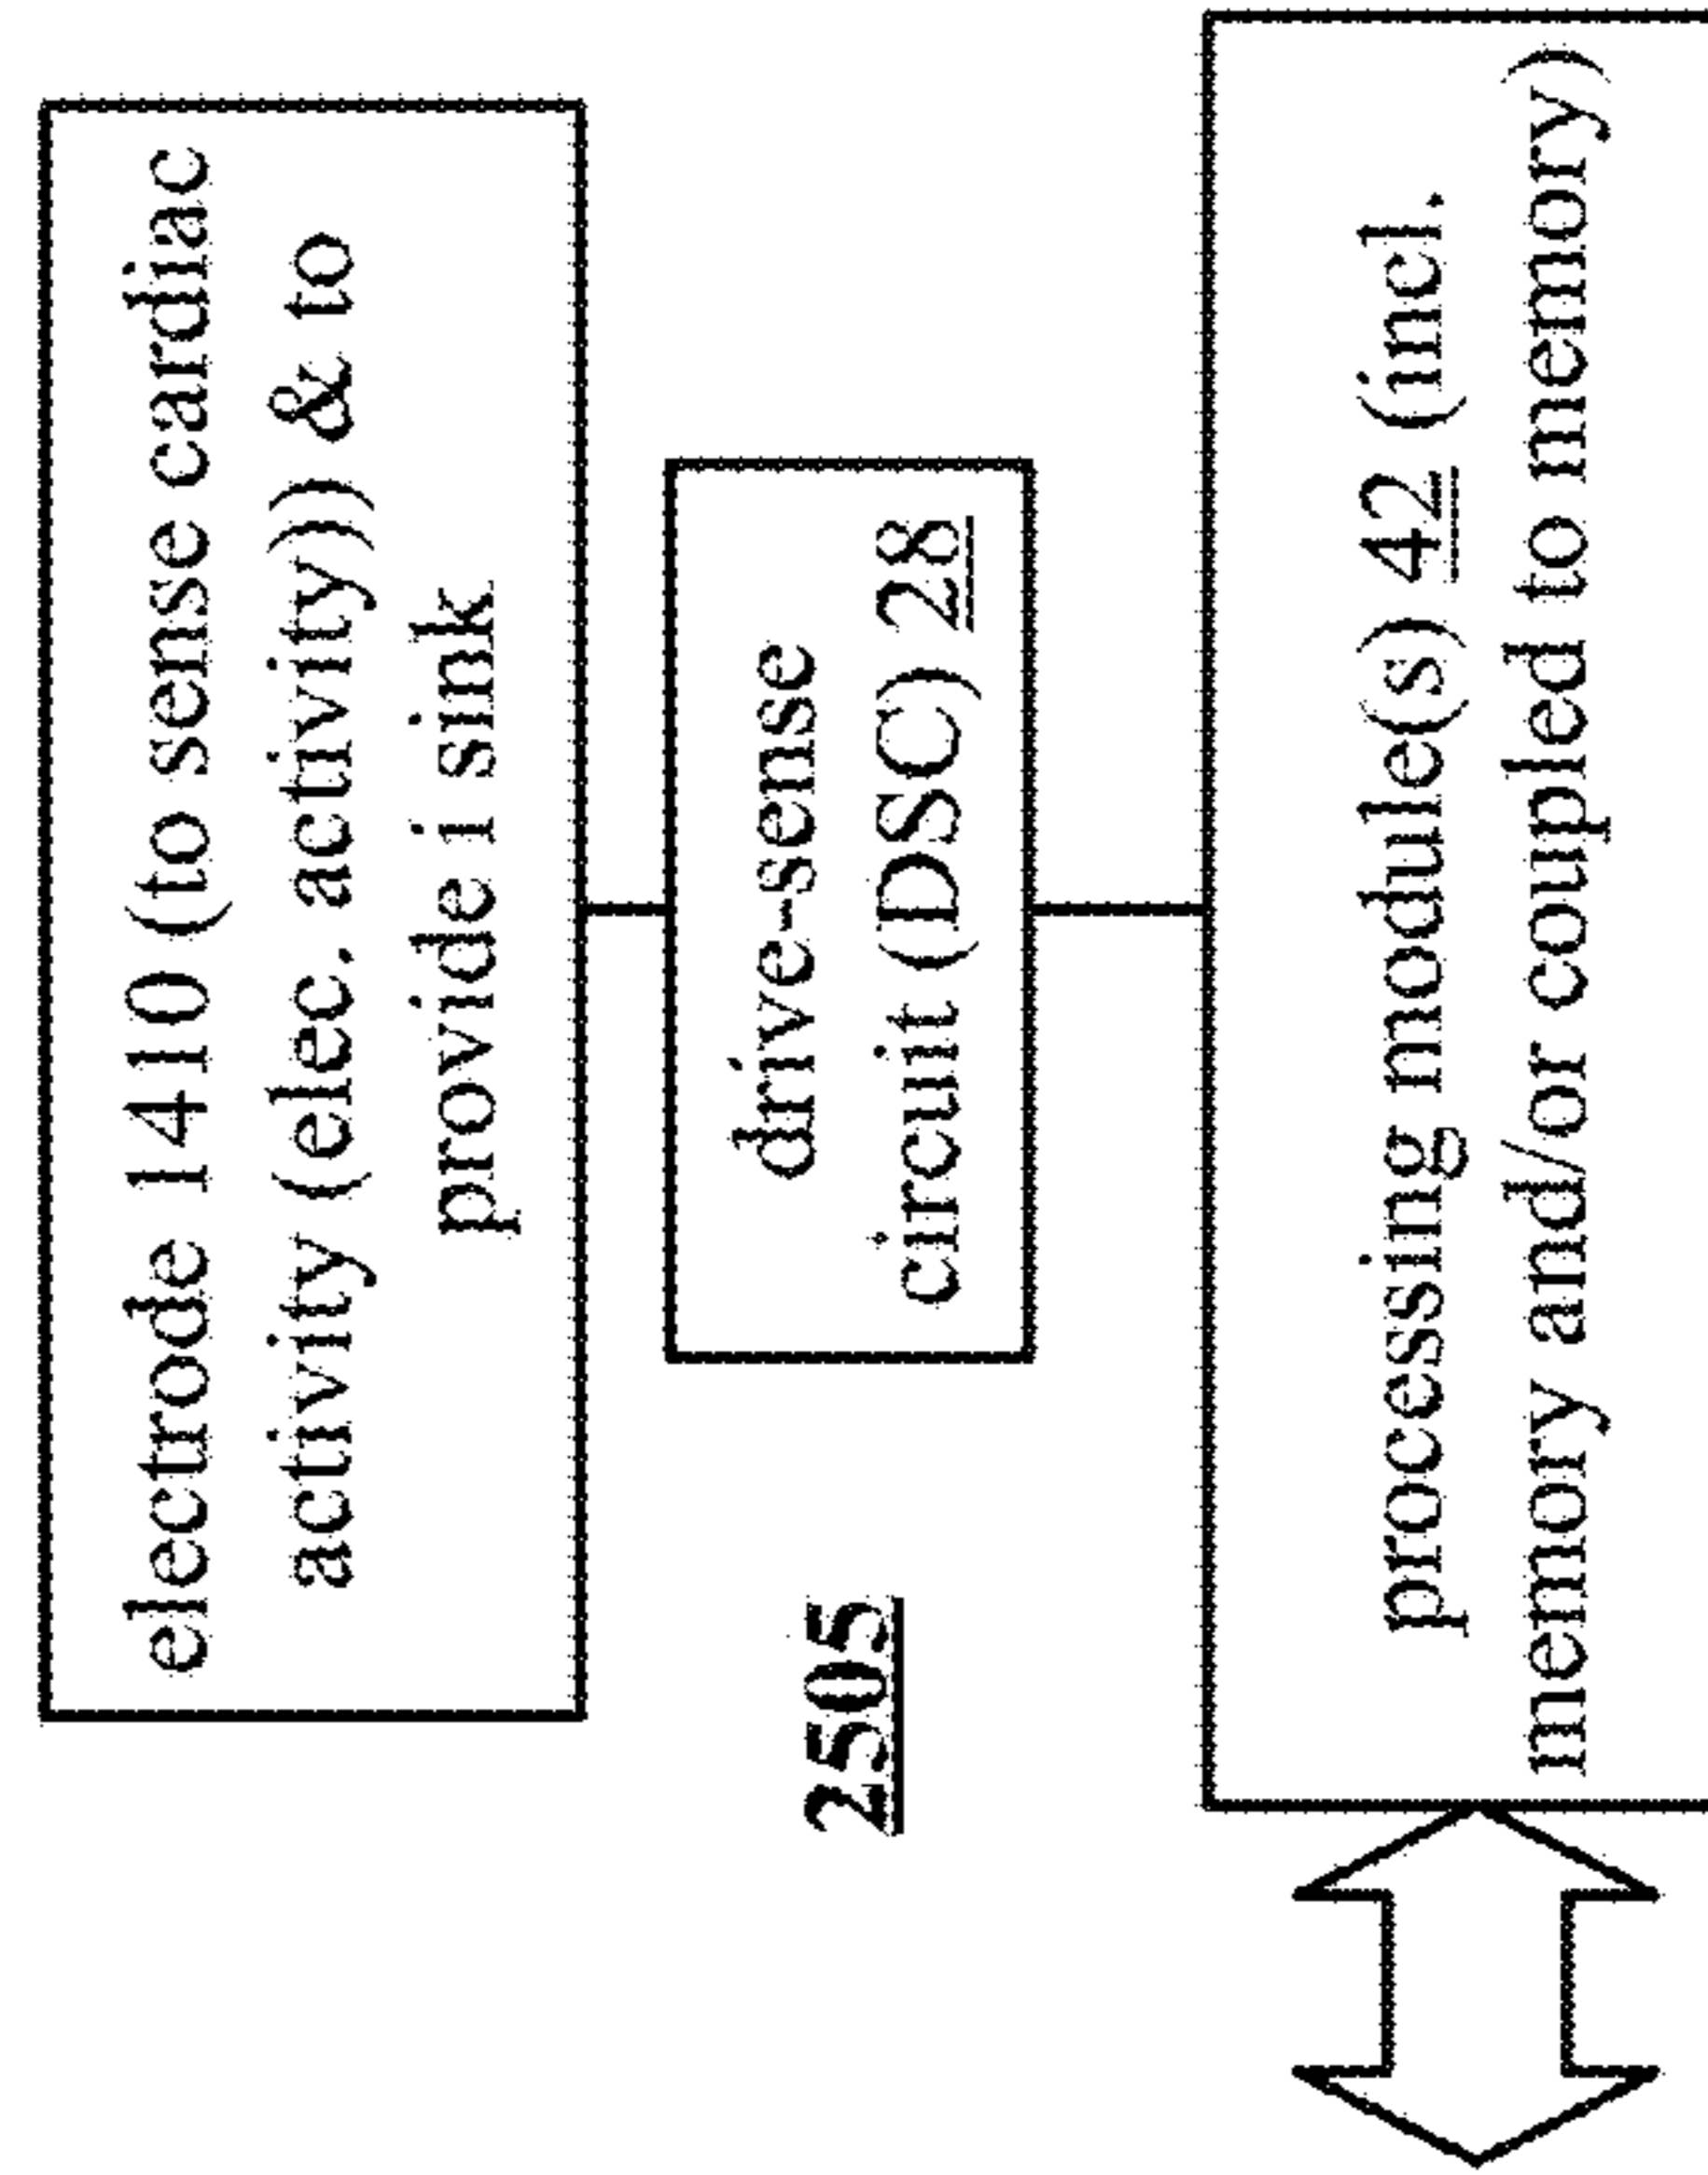 electrode 1410 (to sense cardiac
activity (elec. activity)) & to
provide i sink
drive-sense
circuit (DSC) 28
2505
processing module(s) 42 (incl.
memory and/or coupled to memory)